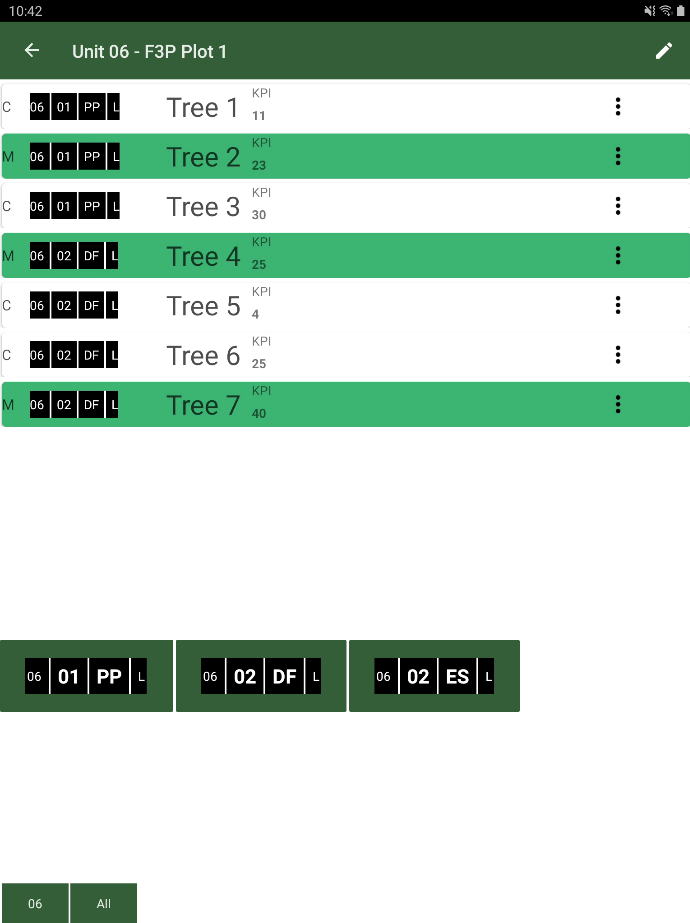 10:42
Unit 06 - F3P Plot 1
C 06 01 PP L Tree 1 KPI 11
M 06 01 PP L Tree 2 KPI 23
C 06 01 PP L Tree 3 KPI 30
M 06 02 DF L Tree 4 KPI 25
C 06 02 DF L Tree 5 KPI 4
C 06 02 DF L Tree 6 KPI 25
M 06 02 DF L Tree 7 KPI 40
06 01 PP L 06 02 DF L 06 02 ES L
06 All